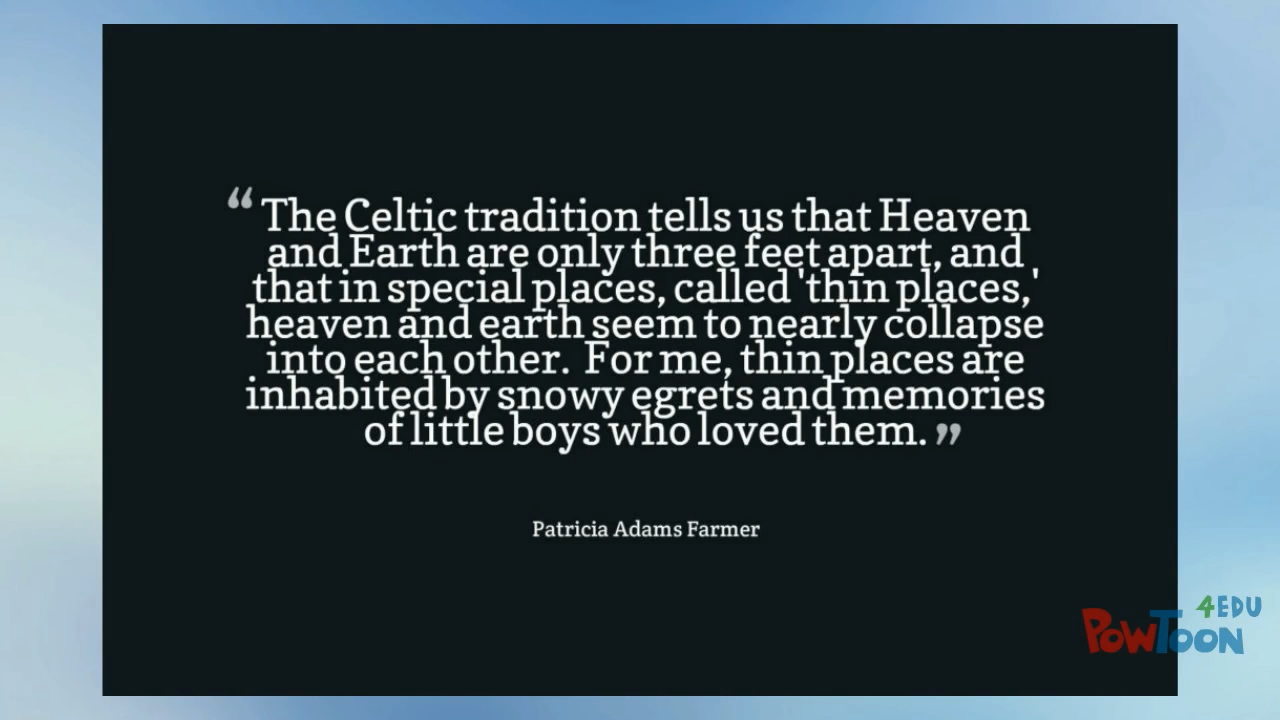 “The Celtic tradition tells us that Heaven
and Earth are only three feet apart, and
that in special places, called 'thin places,'
heaven and earth seem to nearly collapse
into each other.  For me, thin places are
inhabited by snowy egrets and memories
of little boys who loved them.”
Patricia Adams Farmer
4EDU
POWTOON